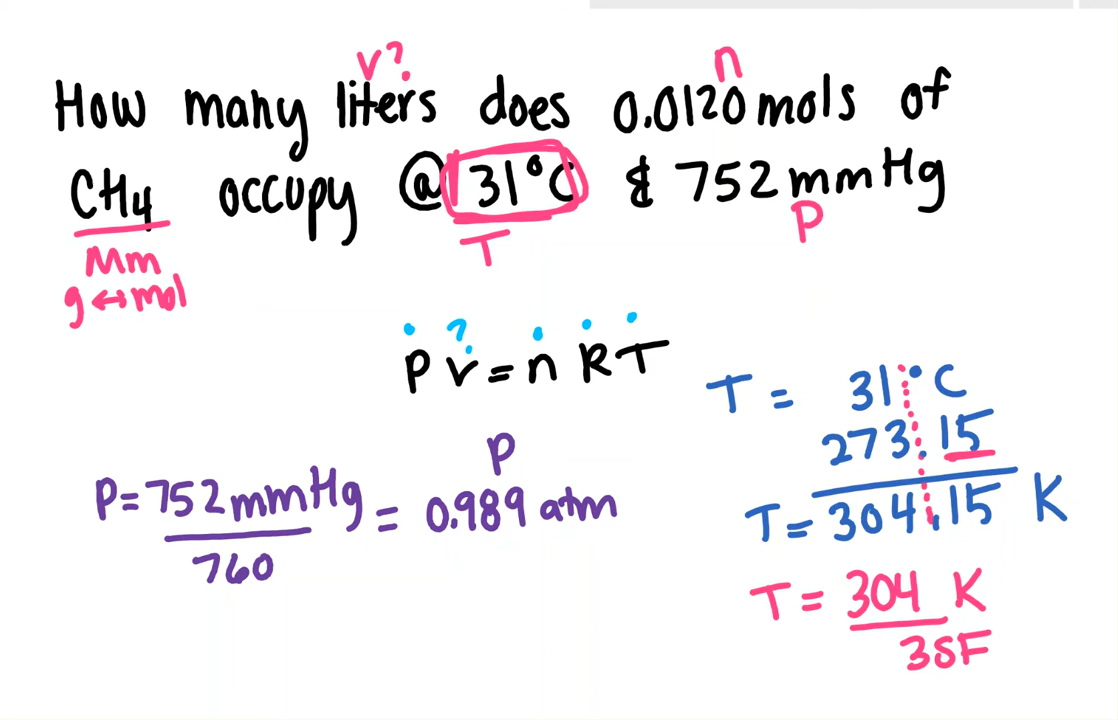 V?
n
How many liters does 0.0120 mols of
CH4 occupy @ 31°C & 752 mmHg
T
P
Mm
g ↔ mol
?
PV = nRT
T = 31°C
273.15
T = 304.15 K
T = 304 K
3SF
P
P = 752 mmHg = 0.989 atm
760